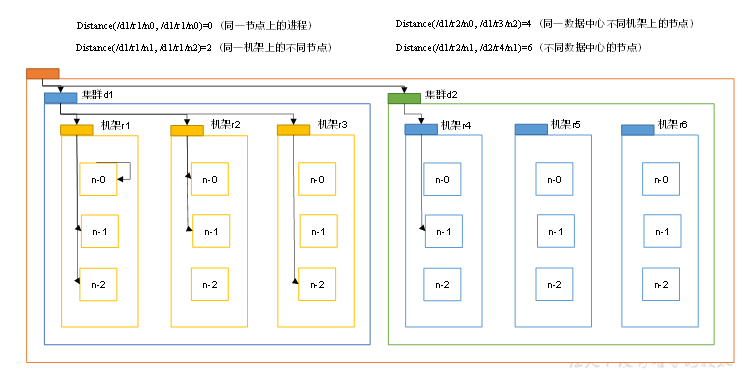 Distance(/d1/r1/n0, /d1/r1/n0)=0 (同一节点上的进程)
Distance(/d1/r2/n0, /d1/r3/n2)=4 (同一数据中心不同机架上的节点)
Distance(/d1/r1/n1, /d1/r1/n2)=2 (同一机架上的不同节点)
Distance(/d1/r2/n1, /d2/r4/n1)=6 (不同数据中心的节点)
集群d1
集群d2
机架r1
机架r2
机架r3
机架r4
机架r5
机架r6
n-0
n-0
n-0
n-0
n-0
n-0
n-1
n-1
n-1
n-1
n-1
n-1
n-2
n-2
n-2
n-2
n-2
n-2